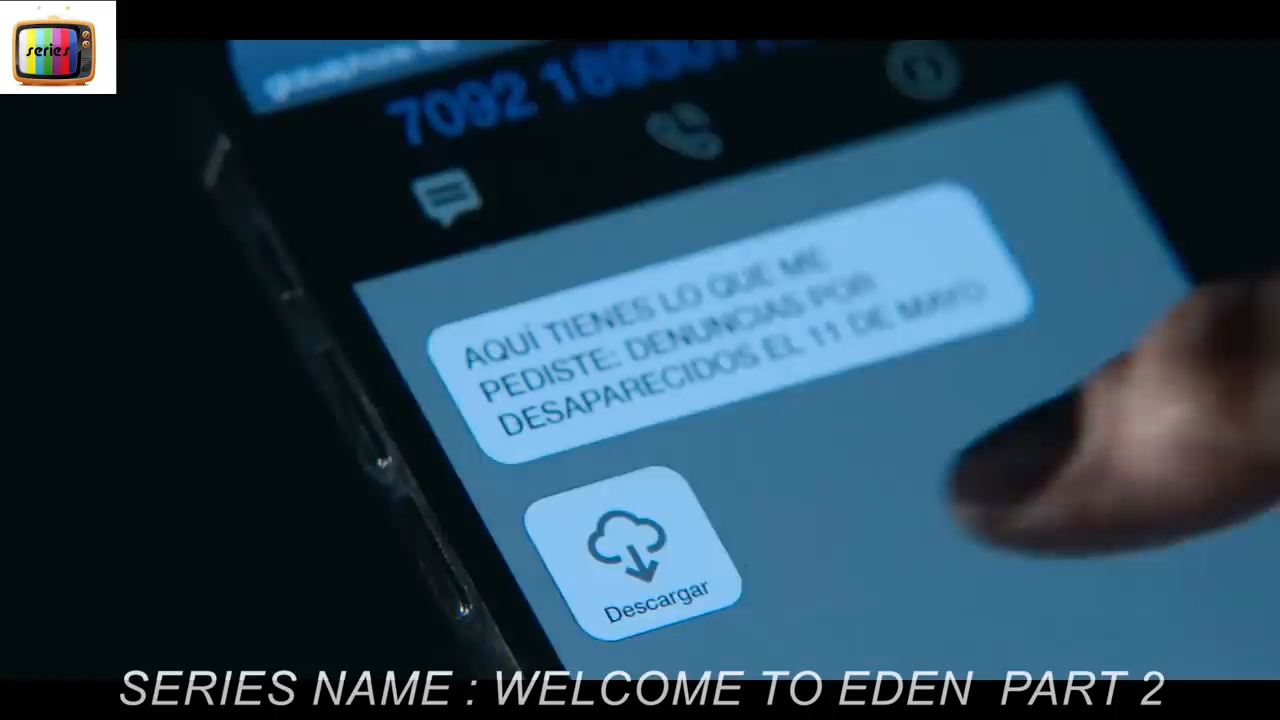 series
7092
AQUÍ TIENES LO QUE ME
PEDISTE: DENUNCIAS POR
DESAPARECIDOS EL 11 DE MAYO
Descargar
SERIES NAME : WELCOME TO EDEN PART 2